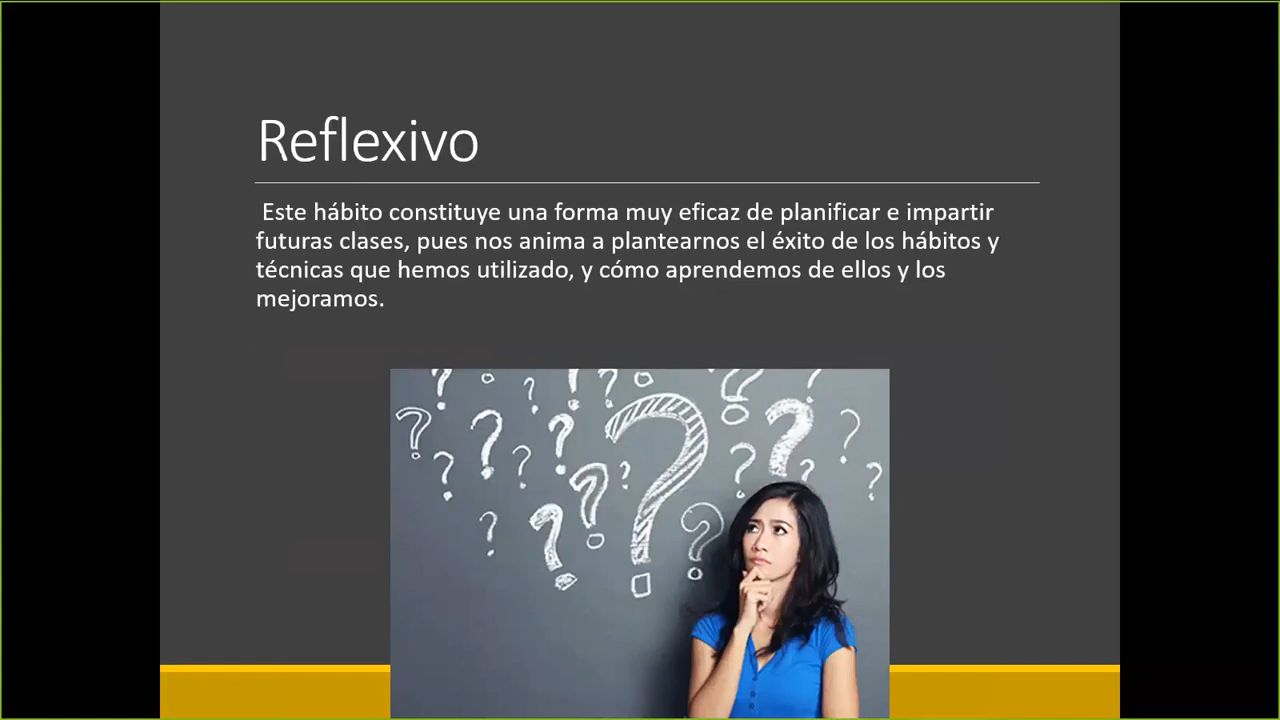 Reflexivo
Este hábito constituye una forma muy eficaz de planificar e impartir
futuras clases, pues nos anima a plantearnos el éxito de los hábitos y
técnicas que hemos utilizado, y cómo aprendemos de ellos y los
mejoramos.